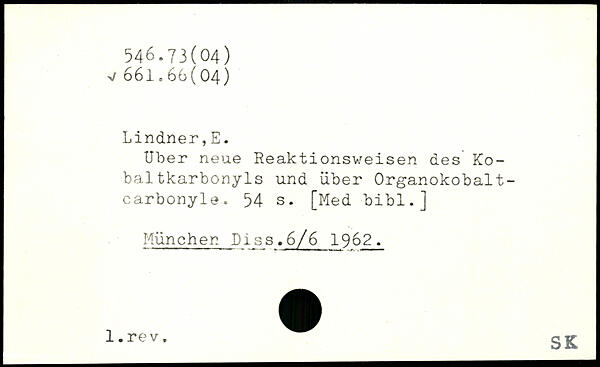 546.73(04)
✓ 661.66(04)
Lindner,E.
Über neue Reaktionsweisen des Ko-
baltkarbonyls und über Organokobalt-
carbonyle. 54 s. [Med bibl.]
München Diss.6/6 1962.
1.rev.
SK